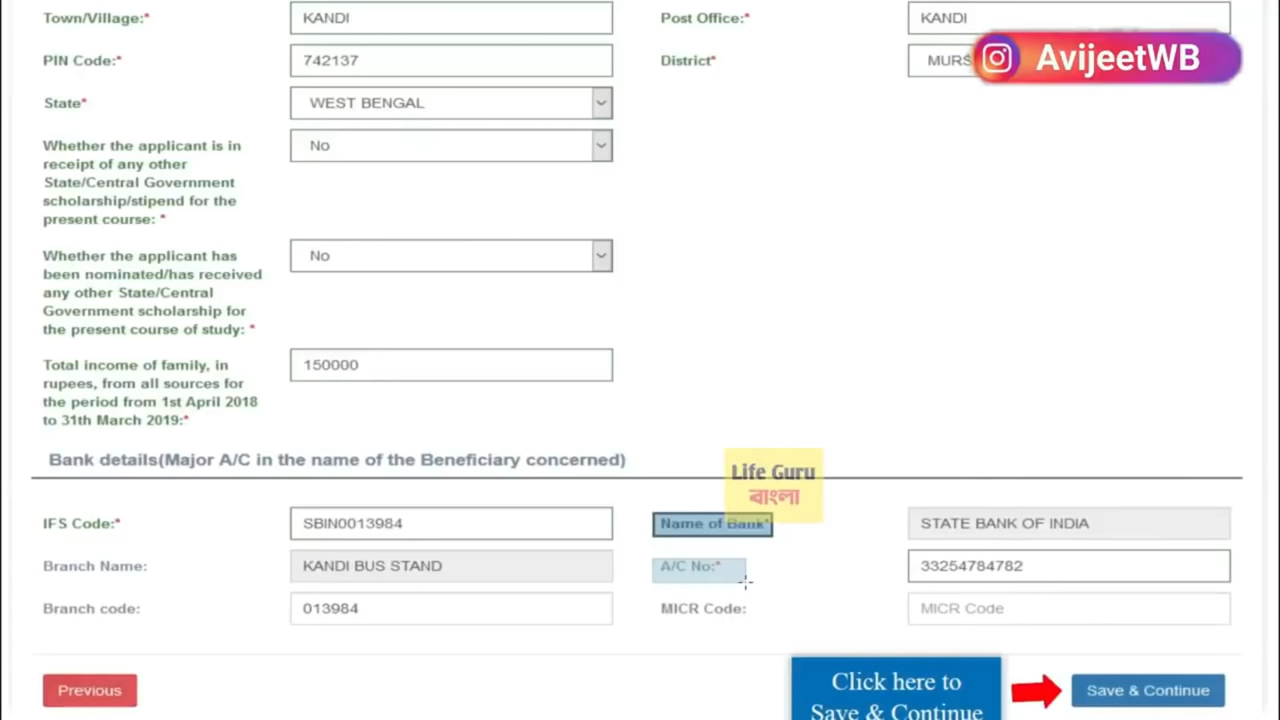 Town/Village:* KANDI Post Office:* KANDI
AvijeetWB
PIN Code:* 742137 District*
State* WEST BENGAL
Whether the applicant is in
receipt of any other
State/Central Government
scholarship/stipend for the
present course: *
No
Whether the applicant has
been nominated/has received
any other State/Central
Government scholarship for
the present course of study: *
No
Total income of family, in
rupees, from all sources for
the period from 1st April 2018
to 31th March 2019:*
150000
Bank details(Major A/C in the name of the Beneficiary concerned)
Life Guru
বাংলা
IFS Code:* SBIN0013984 Name of Bank* STATE BANK OF INDIA
Branch Name: KANDI BUS STAND A/C No:* 33254784782
Branch code: 013984 MICR Code: MICR Code
Previous
Click here to
Save & Continue
Save & Continue